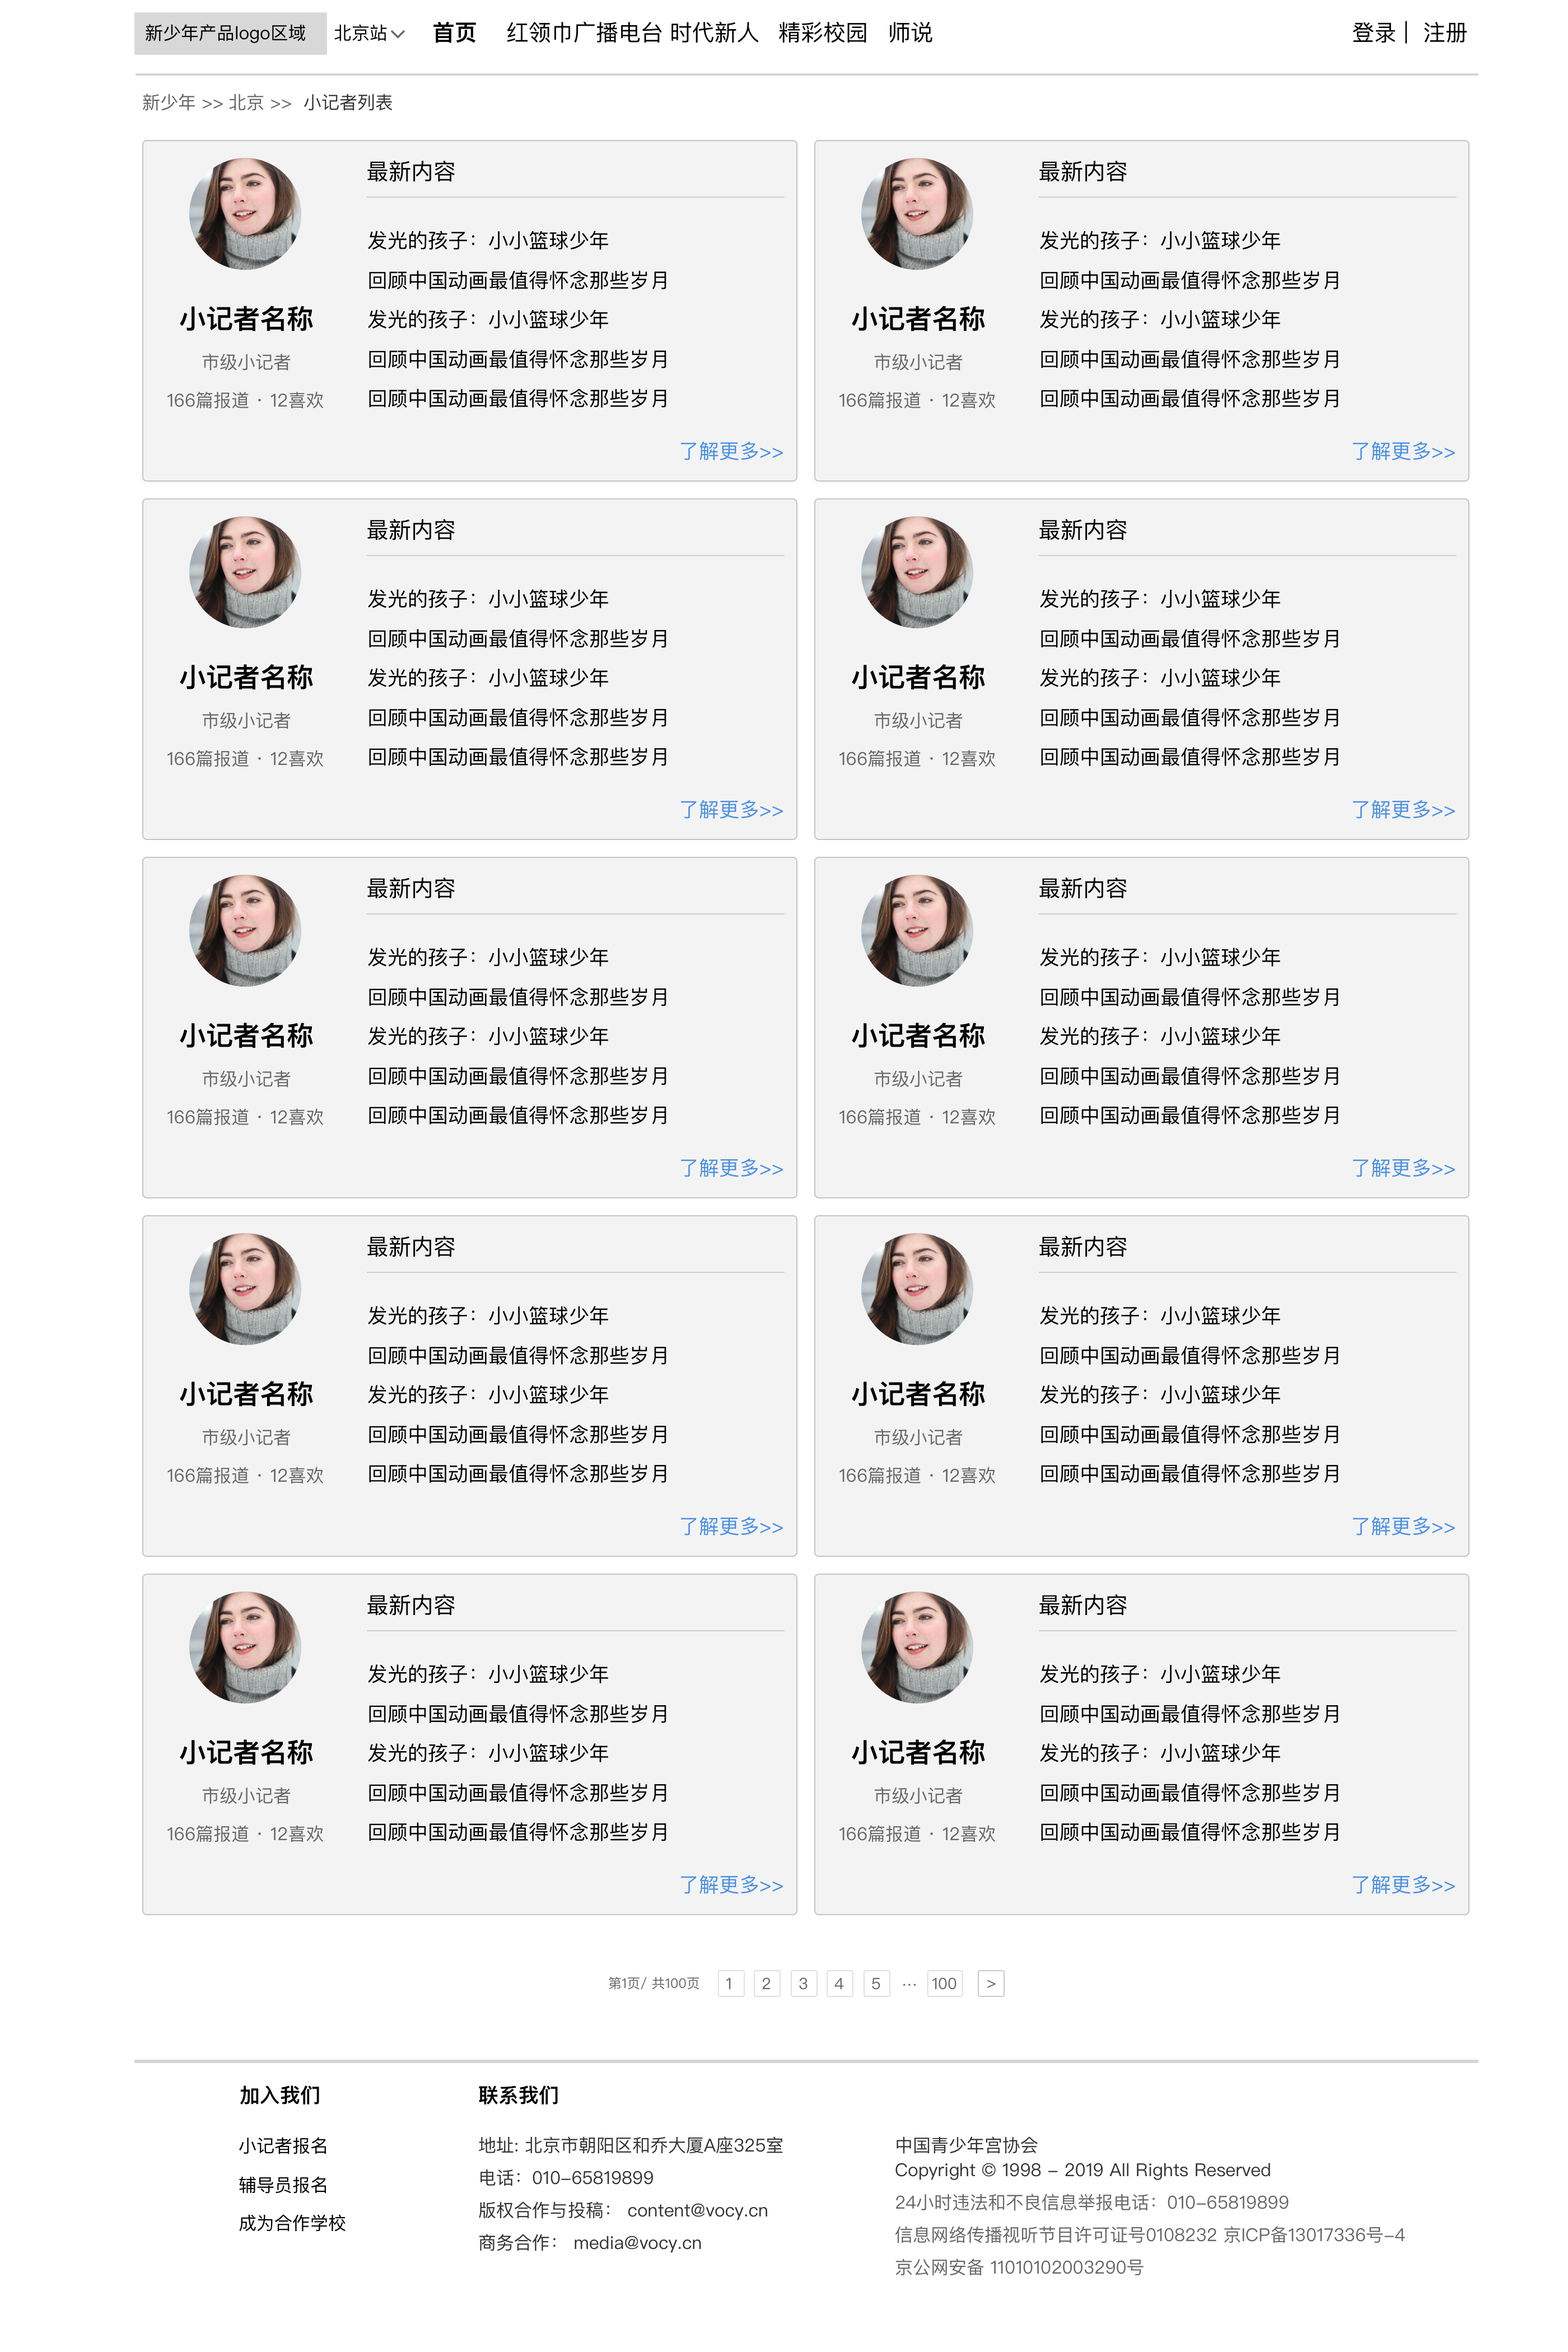 新少年产品logo区域 北京站 首页 红领巾广播电台 时代新人 精彩校园 师说 登录 | 注册
新少年 >> 北京 >> 小记者列表
最新内容
发光的孩子：小小篮球少年
回顾中国动画最值得怀念那些岁月
发光的孩子：小小篮球少年
回顾中国动画最值得怀念那些岁月
回顾中国动画最值得怀念那些岁月
小记者名称
市级小记者
166篇报道 · 12喜欢
了解更多>>
最新内容
发光的孩子：小小篮球少年
回顾中国动画最值得怀念那些岁月
发光的孩子：小小篮球少年
回顾中国动画最值得怀念那些岁月
回顾中国动画最值得怀念那些岁月
小记者名称
市级小记者
166篇报道 · 12喜欢
了解更多>>
最新内容
发光的孩子：小小篮球少年
回顾中国动画最值得怀念那些岁月
发光的孩子：小小篮球少年
回顾中国动画最值得怀念那些岁月
回顾中国动画最值得怀念那些岁月
小记者名称
市级小记者
166篇报道 · 12喜欢
了解更多>>
最新内容
发光的孩子：小小篮球少年
回顾中国动画最值得怀念那些岁月
发光的孩子：小小篮球少年
回顾中国动画最值得怀念那些岁月
回顾中国动画最值得怀念那些岁月
小记者名称
市级小记者
166篇报道 · 12喜欢
了解更多>>
最新内容
发光的孩子：小小篮球少年
回顾中国动画最值得怀念那些岁月
发光的孩子：小小篮球少年
回顾中国动画最值得怀念那些岁月
回顾中国动画最值得怀念那些岁月
小记者名称
市级小记者
166篇报道 · 12喜欢
了解更多>>
最新内容
发光的孩子：小小篮球少年
回顾中国动画最值得怀念那些岁月
发光的孩子：小小篮球少年
回顾中国动画最值得怀念那些岁月
回顾中国动画最值得怀念那些岁月
小记者名称
市级小记者
166篇报道 · 12喜欢
了解更多>>
最新内容
发光的孩子：小小篮球少年
回顾中国动画最值得怀念那些岁月
发光的孩子：小小篮球少年
回顾中国动画最值得怀念那些岁月
回顾中国动画最值得怀念那些岁月
小记者名称
市级小记者
166篇报道 · 12喜欢
了解更多>>
最新内容
发光的孩子：小小篮球少年
回顾中国动画最值得怀念那些岁月
发光的孩子：小小篮球少年
回顾中国动画最值得怀念那些岁月
回顾中国动画最值得怀念那些岁月
小记者名称
市级小记者
166篇报道 · 12喜欢
了解更多>>
最新内容
发光的孩子：小小篮球少年
回顾中国动画最值得怀念那些岁月
发光的孩子：小小篮球少年
回顾中国动画最值得怀念那些岁月
回顾中国动画最值得怀念那些岁月
小记者名称
市级小记者
166篇报道 · 12喜欢
了解更多>>
最新内容
发光的孩子：小小篮球少年
回顾中国动画最值得怀念那些岁月
发光的孩子：小小篮球少年
回顾中国动画最值得怀念那些岁月
回顾中国动画最值得怀念那些岁月
小记者名称
市级小记者
166篇报道 · 12喜欢
了解更多>>
第1页/ 共100页 1 2 3 4 5 ··· 100 >
加入我们
小记者报名
辅导员报名
成为合作学校
联系我们
地址: 北京市朝阳区和乔大厦A座325室
电话：010-65819899
版权合作与投稿： content@vocy.cn
商务合作： media@vocy.cn
中国青少年宫协会
Copyright © 1998 - 2019 All Rights Reserved
24小时违法和不良信息举报电话：010-65819899
信息网络传播视听节目许可证号0108232 京ICP备13017336号-4
京公网安备 11010102003290号